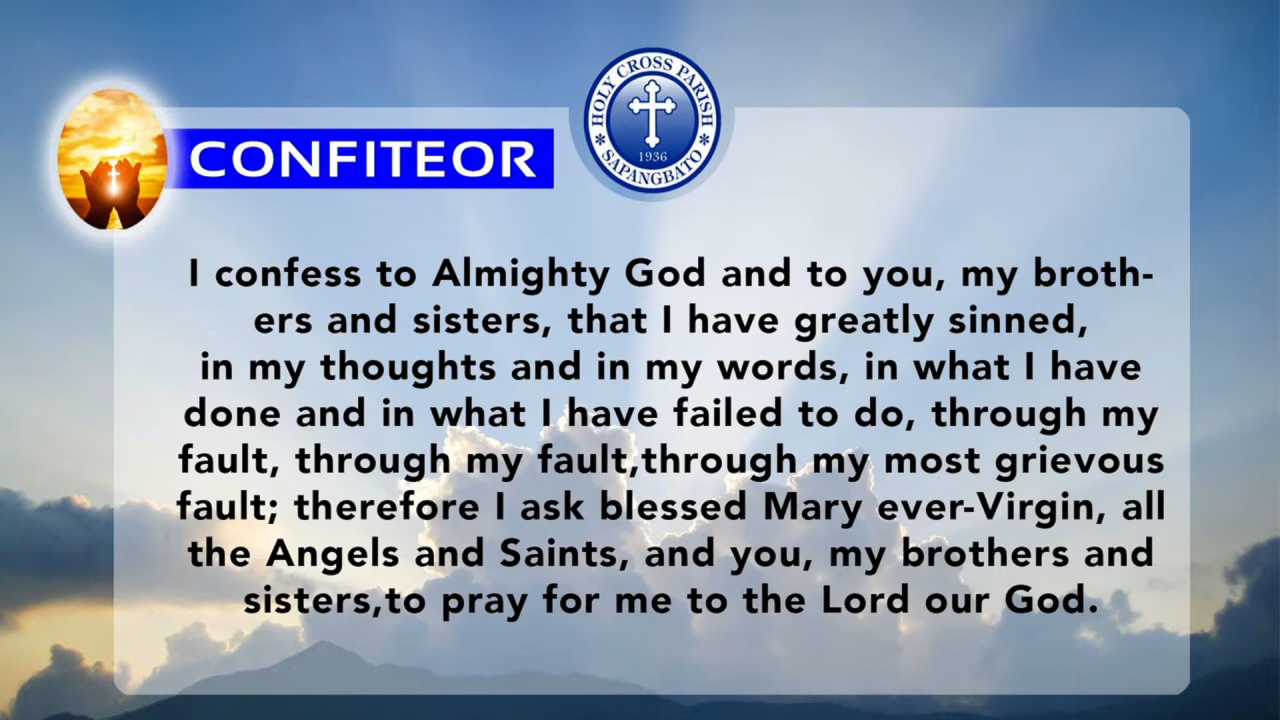 HOLY CROSS PARISH
1936
* SAPANGBATO *
CONFITEOR
I confess to Almighty God and to you, my broth-
ers and sisters, that I have greatly sinned,
in my thoughts and in my words, in what I have
done and in what I have failed to do, through my
fault, through my fault,through my most grievous
fault; therefore I ask blessed Mary ever-Virgin, all
the Angels and Saints, and you, my brothers and
sisters,to pray for me to the Lord our God.